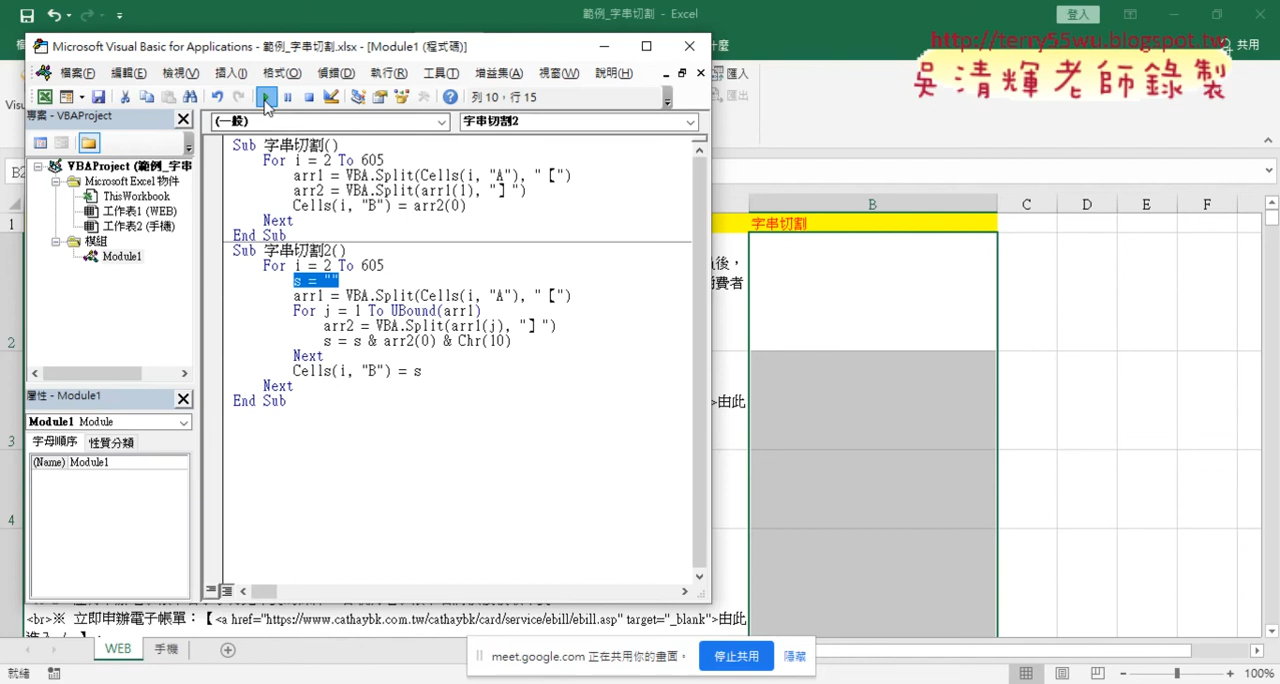 範例_字串切割 - Excel
登入
http://terry55wu.blogspot.tw
吳清輝老師錄製
共用
Microsoft Visual Basic for Applications - 範例_字串切割.xlsx - [Module1 (程式碼)]
檔案(F) 編輯(E) 檢視(V) 插入(I) 格式(O) 偵錯(D) 執行(R) 工具(T) 增益集(A) 視窗(W) 說明(H)
匯入
匯出
列 10，行 15
專案 - VBAProject
(一般)
字串切割2
VBAProject (範例_字串
Microsoft Excel 物件
ThisWorkbook
工作表1 (WEB)
工作表2 (手機)
模組
Module1
Sub 字串切割()
For i = 2 To 605
arr1 = VBA.Split(Cells(i, "A"), "【")
arr2 = VBA.Split(arr1(1), "】")
Cells(i, "B") = arr2(0)
Next
End Sub
Sub 字串切割2()
For i = 2 To 605
s = ""
arr1 = VBA.Split(Cells(i, "A"), "【")
For j = 1 To UBound(arr1)
arr2 = VBA.Split(arr1(j), "】")
s = s & arr2(0) & Chr(10)
Next
Cells(i, "B") = s
Next
End Sub
屬性 - Module1
Module1 Module
字母順序 性質分類
(Name) Module1
B C D E F
1 字串切割
2
3
4
>由此
<br>※ 立即申辦電子帳單：【<a href="https://www.cathaybk.com.tw/cathaybk/card/service/ebill/ebill.asp" target="_blank">由此
WEB 手機
meet.google.com 正在共用你的畫面。 停止共用 隱藏
就緒
100%